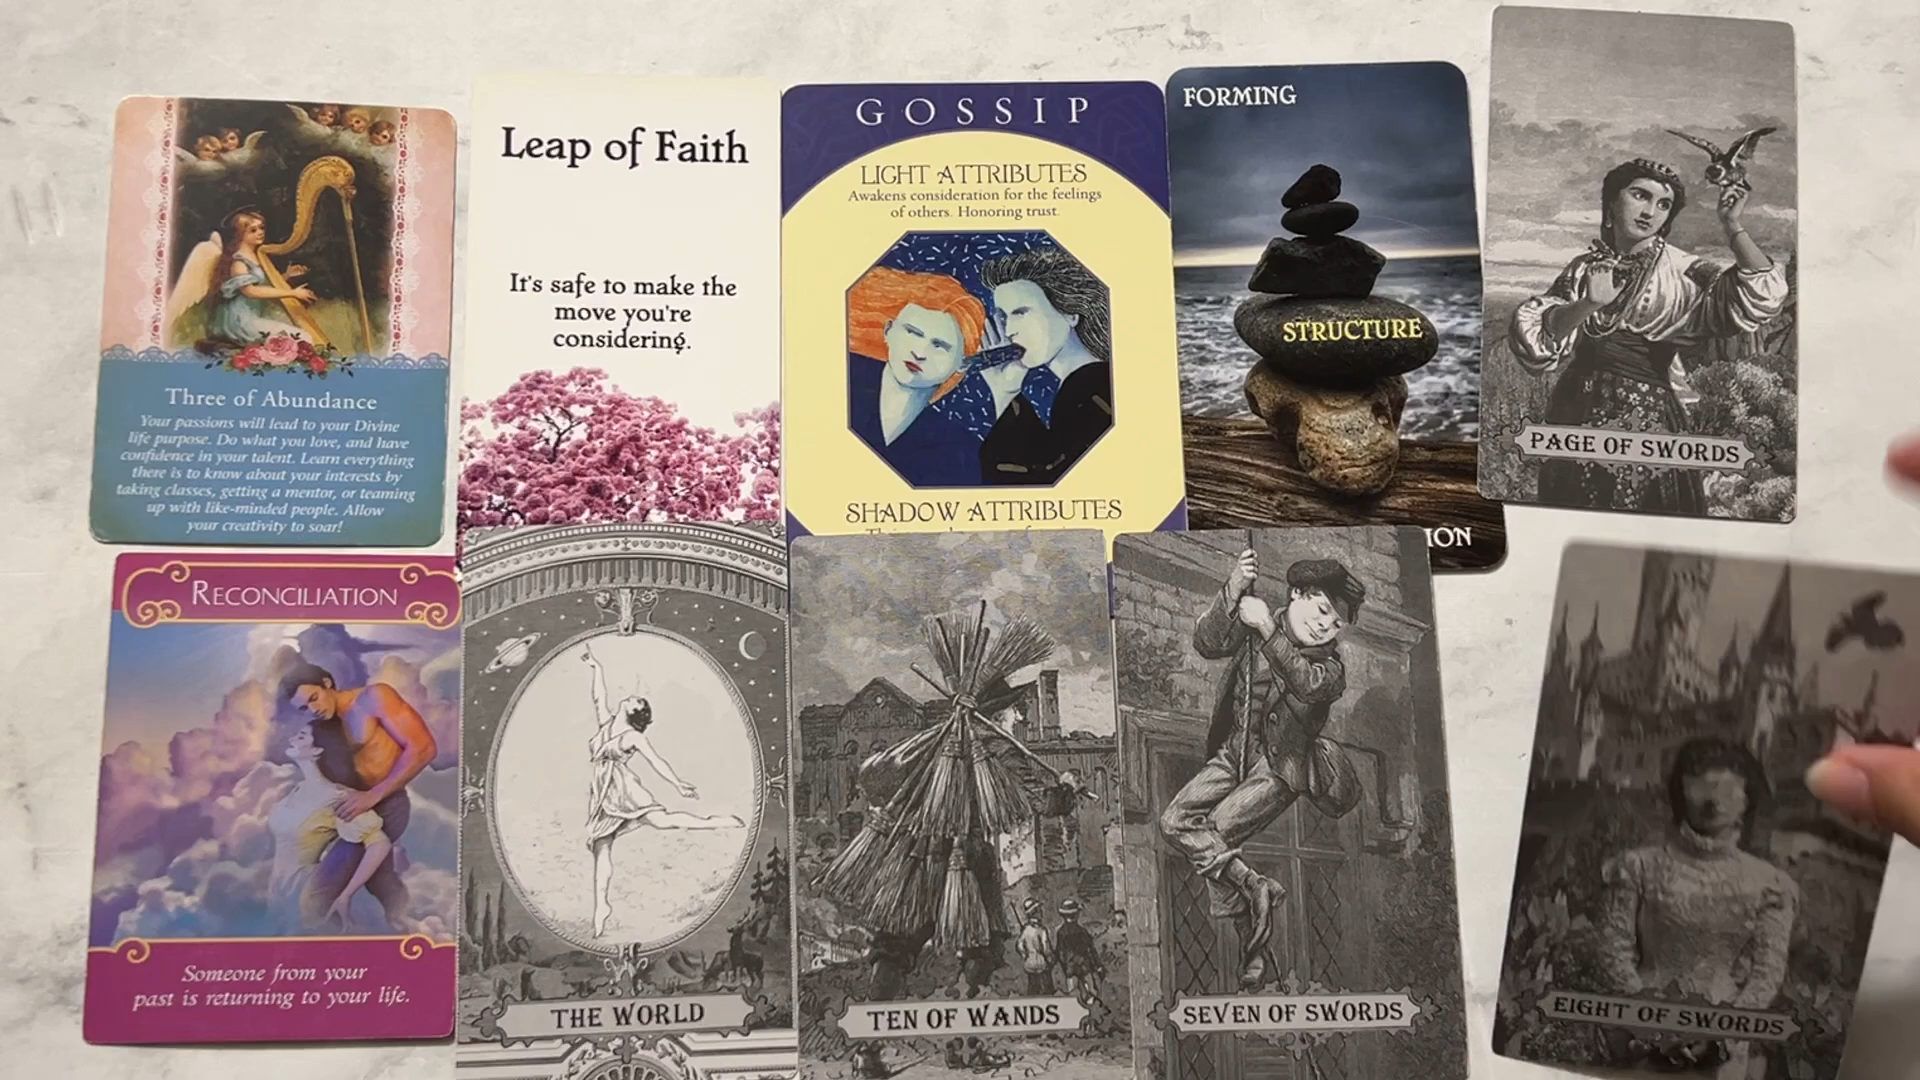 Three of Abundance
Your passions will lead to your Divine
life purpose. Do what you love, and have
confidence in your talent. Learn everything
there is to know about your interests by
taking classes, getting a mentor, or teaming
up with like-minded people. Allow
your creativity to soar!
Leap of Faith
It's safe to make the
move you're
considering.
GOSSIP
LIGHT ATTRIBUTES
Awakens consideration for the feelings
of others. Honoring trust.
SHADOW ATTRIBUTES
FORMING
STRUCTURE
ION
PAGE OF SWORDS
RECONCILIATION
Someone from your
past is returning to your life.
THE WORLD
TEN OF WANDS
SEVEN OF SWORDS
EIGHT OF SWORDS